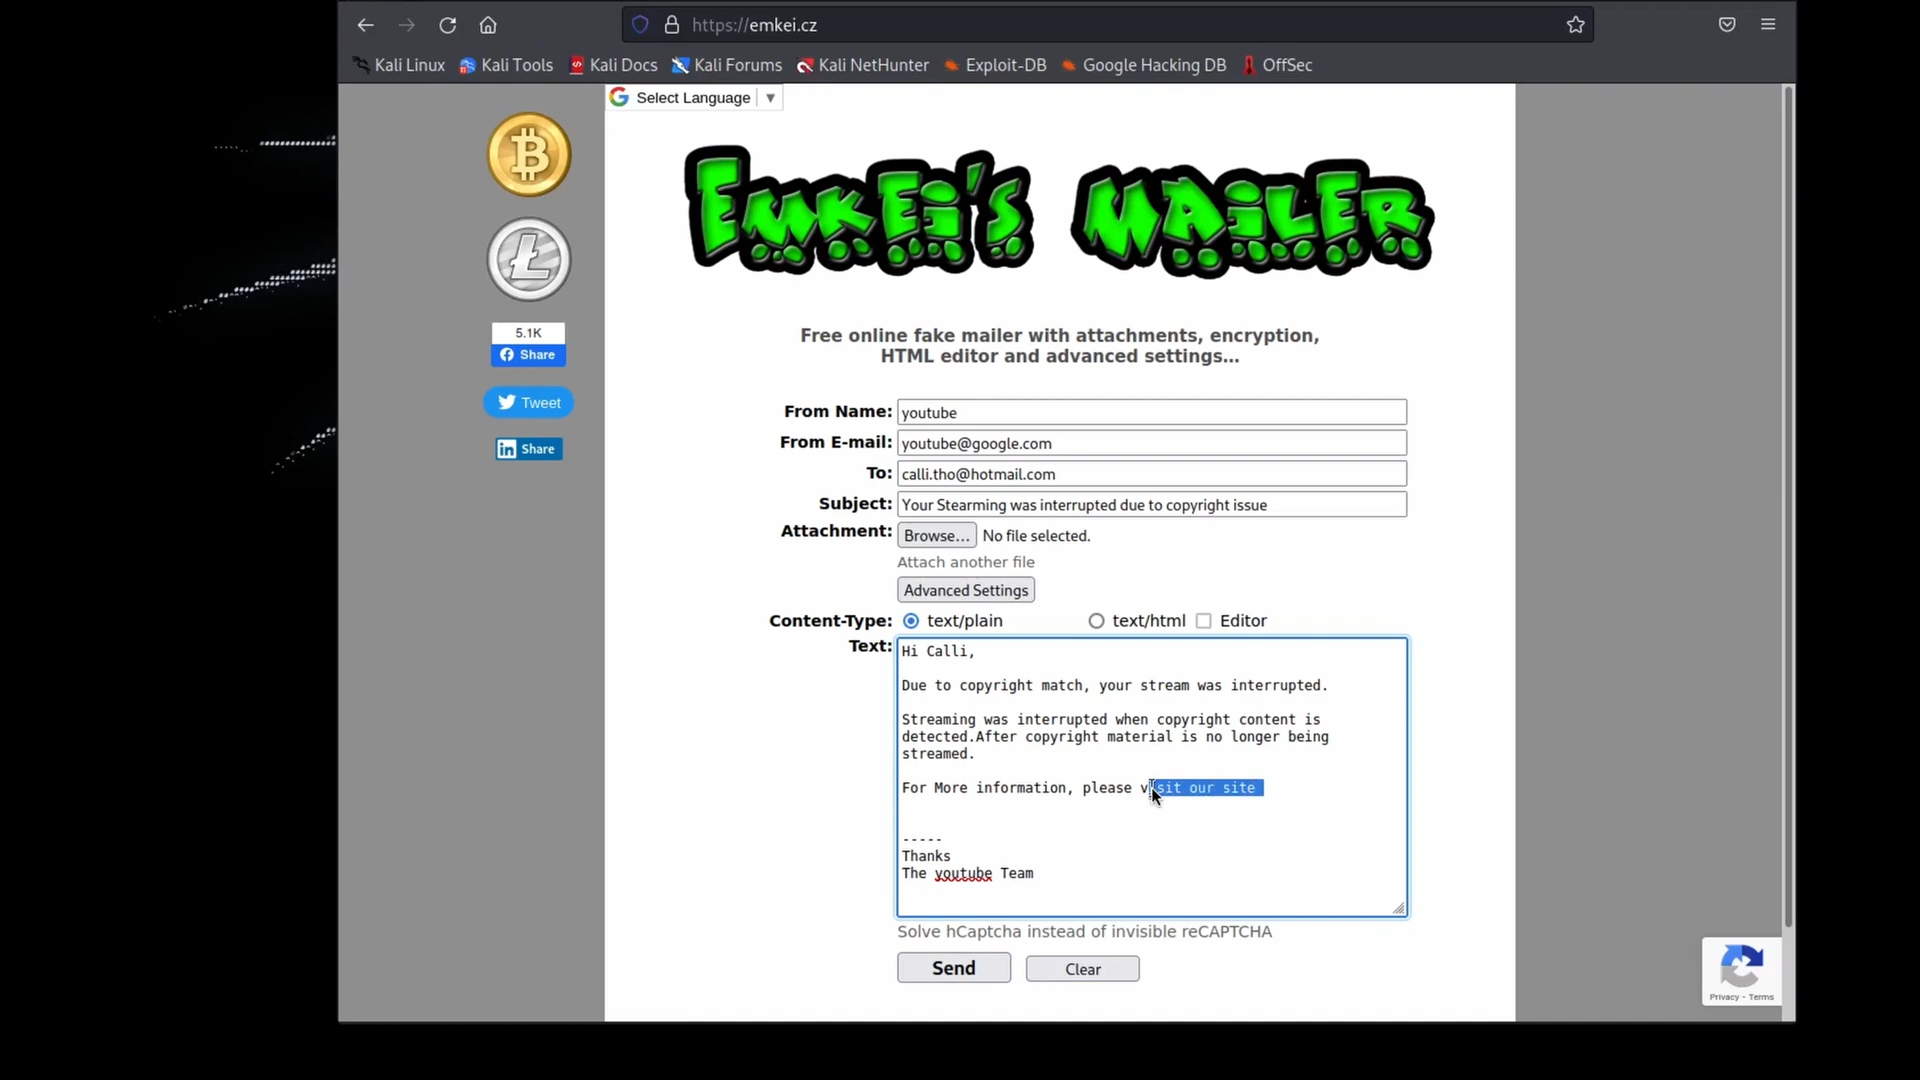 https://emkei.cz
Kali Linux Kali Tools Kali Docs Kali Forums Kali NetHunter Exploit-DB Google Hacking DB OffSec
Select Language
EMKEi'S MAiLER
5.1K
Share
Tweet
Share
Free online fake mailer with attachments, encryption,
HTML editor and advanced settings…
From Name: youtube
From E-mail: youtube@google.com
To: calli.tho@hotmail.com
Subject: Your Stearming was interrupted due to copyright issue
Attachment: Browse… No file selected.
Attach another file
Advanced Settings
Content-Type: text/plain text/html Editor
Text:
Hi Calli,
Due to copyright match, your stream was interrupted.
Streaming was interrupted when copyright content is
detected.After copyright material is no longer being
streamed.
For More information, please visit our site
-----
Thanks
The youtube Team
Solve hCaptcha instead of invisible reCAPTCHA
Send Clear
Privacy - Terms